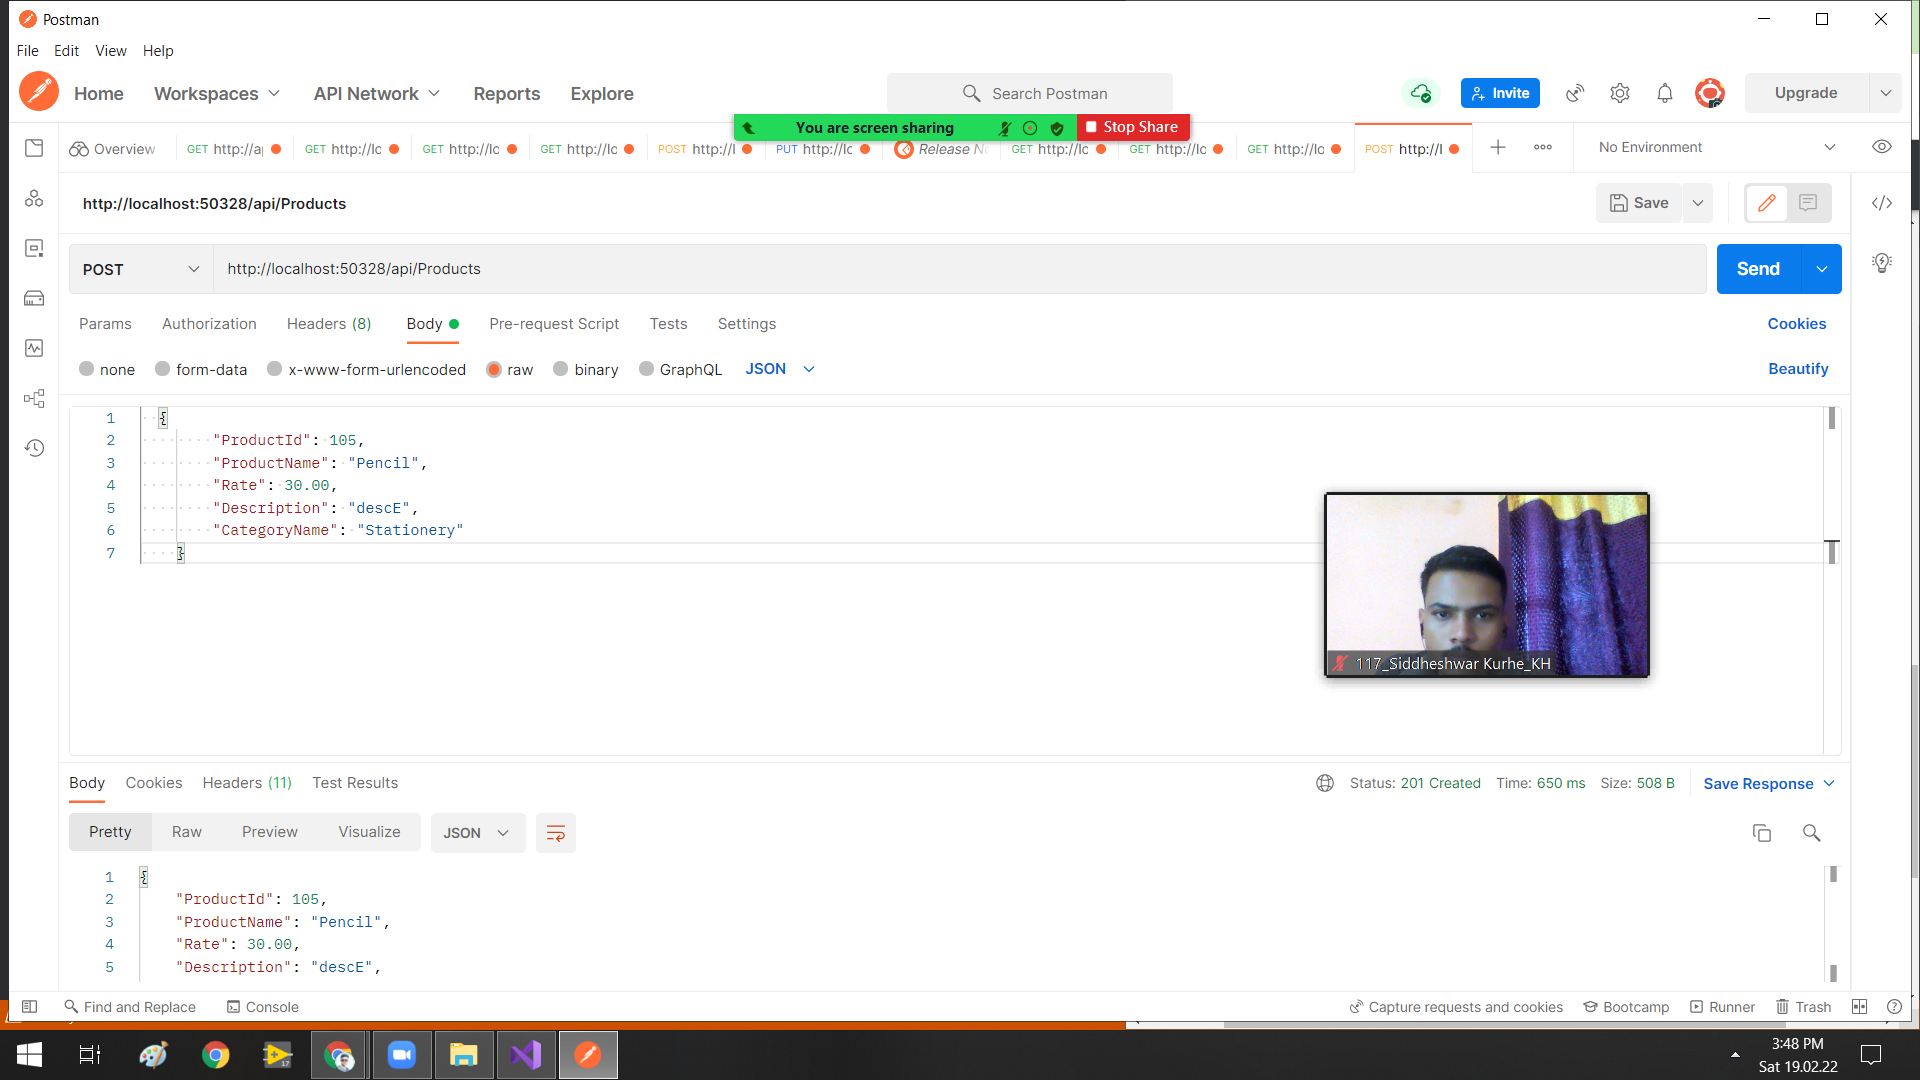 Postman
File Edit View Help
Home Workspaces API Network Reports Explore Search Postman Invite Upgrade
You are screen sharing Stop Share
Overview GET http://a GET http://lo GET http://lo GET http://lo POST http://l PUT http://lo Release N GET http://lo GET http://lo GET http://lo POST http://l No Environment
http://localhost:50328/api/Products Save
POST http://localhost:50328/api/Products Send
Params Authorization Headers (8) Body Pre-request Script Tests Settings Cookies
none form-data x-www-form-urlencoded raw binary GraphQL JSON Beautify
1 {
2 "ProductId": 105,
3 "ProductName": "Pencil",
4 "Rate": 30.00,
5 "Description": "descE",
6 "CategoryName": "Stationery"
7 }
117_Siddheshwar Kurhe_KH
Body Cookies Headers (11) Test Results Status: 201 Created Time: 650 ms Size: 508 B Save Response
Pretty Raw Preview Visualize JSON
1 {
2 "ProductId": 105,
3 "ProductName": "Pencil",
4 "Rate": 30.00,
5 "Description": "descE",
Find and Replace Console Capture requests and cookies Bootcamp Runner Trash
3:48 PM
Sat 19.02.22